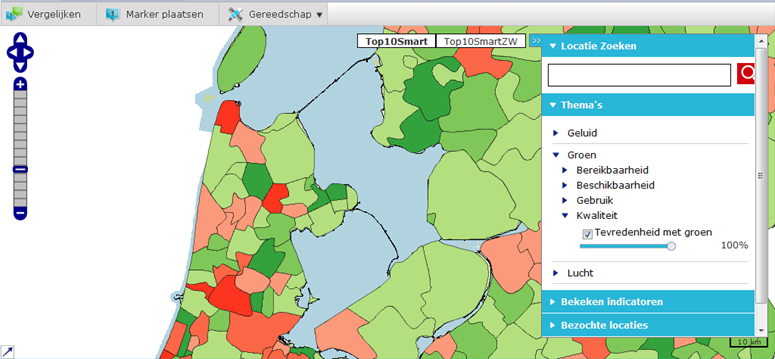 Vergelijken
Marker plaatsen
Gereedschap
Top10Smart
Top10SmartZW
>>
Locatie Zoeken
Thema's
Geluid
Groen
Bereikbaarheid
Beschikbaarheid
Gebruik
Kwaliteit
Tevredenheid met groen
100%
Lucht
Bekeken indicatoren
Bezochte locaties
10 km